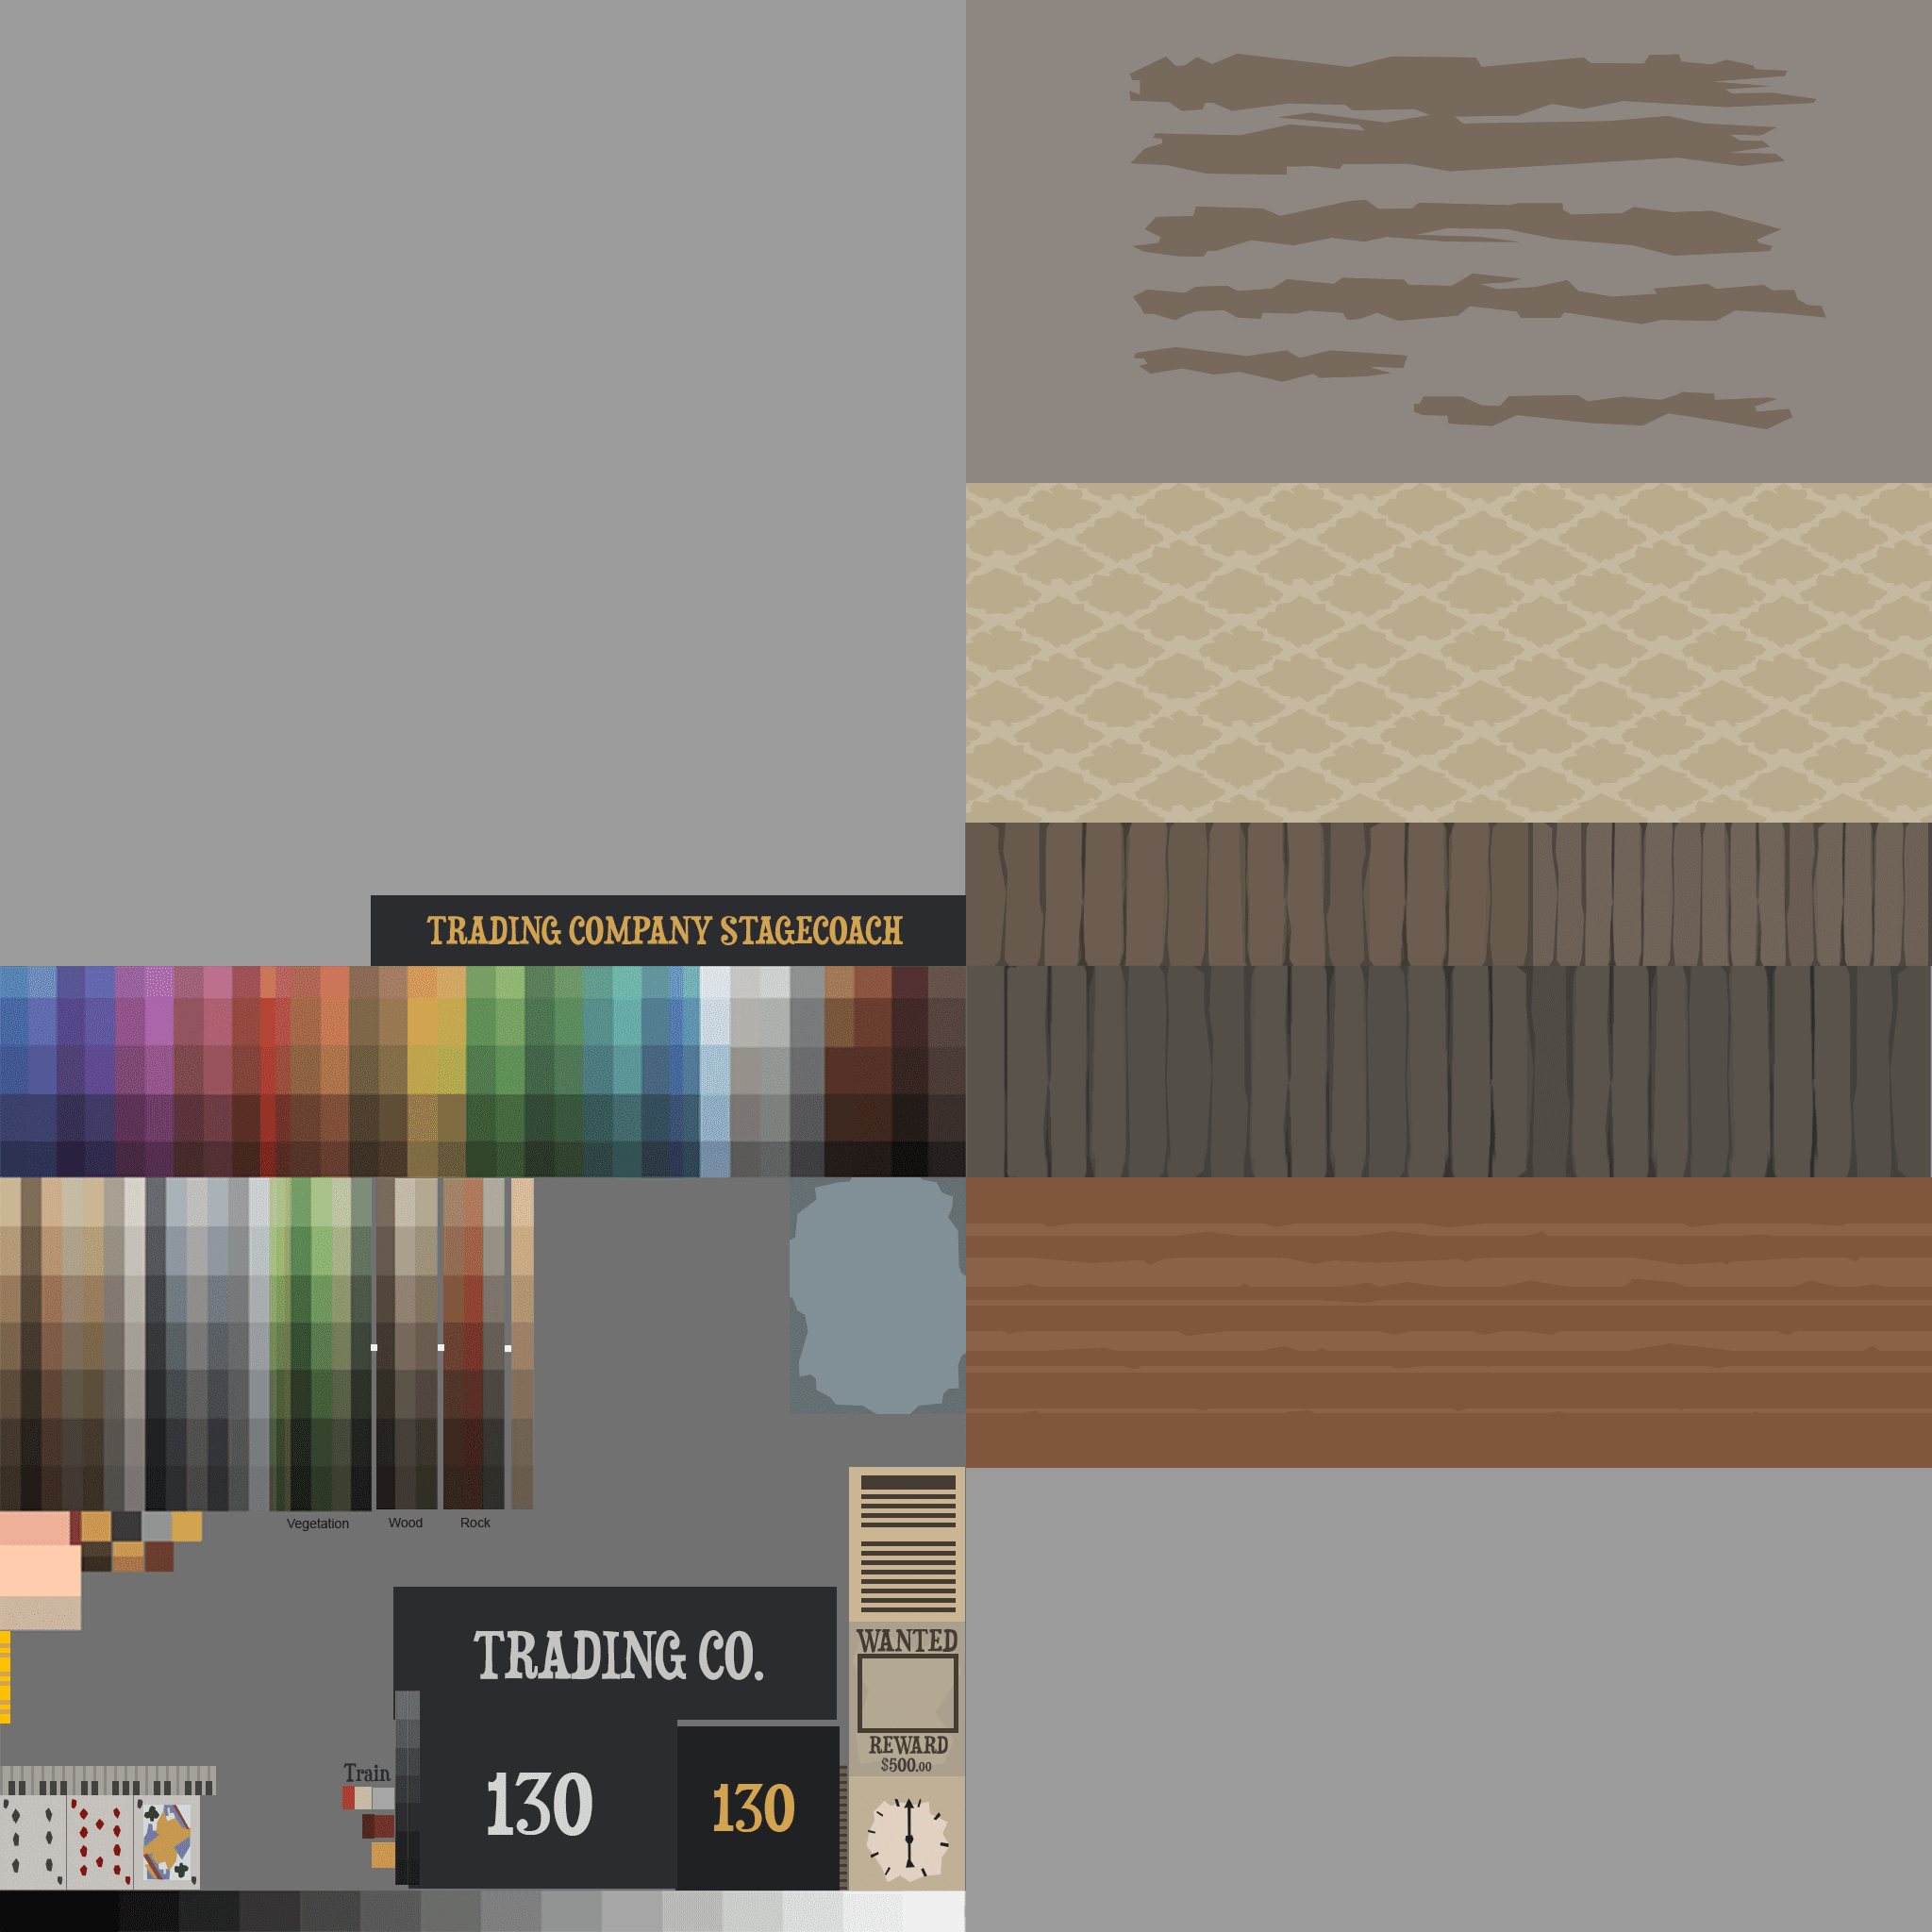 TRADING COMPANY STAGECOACH
Vegetation
Wood
Rock
TRADING CO.
WANTED
REWARD
$500.00
Train
130
130